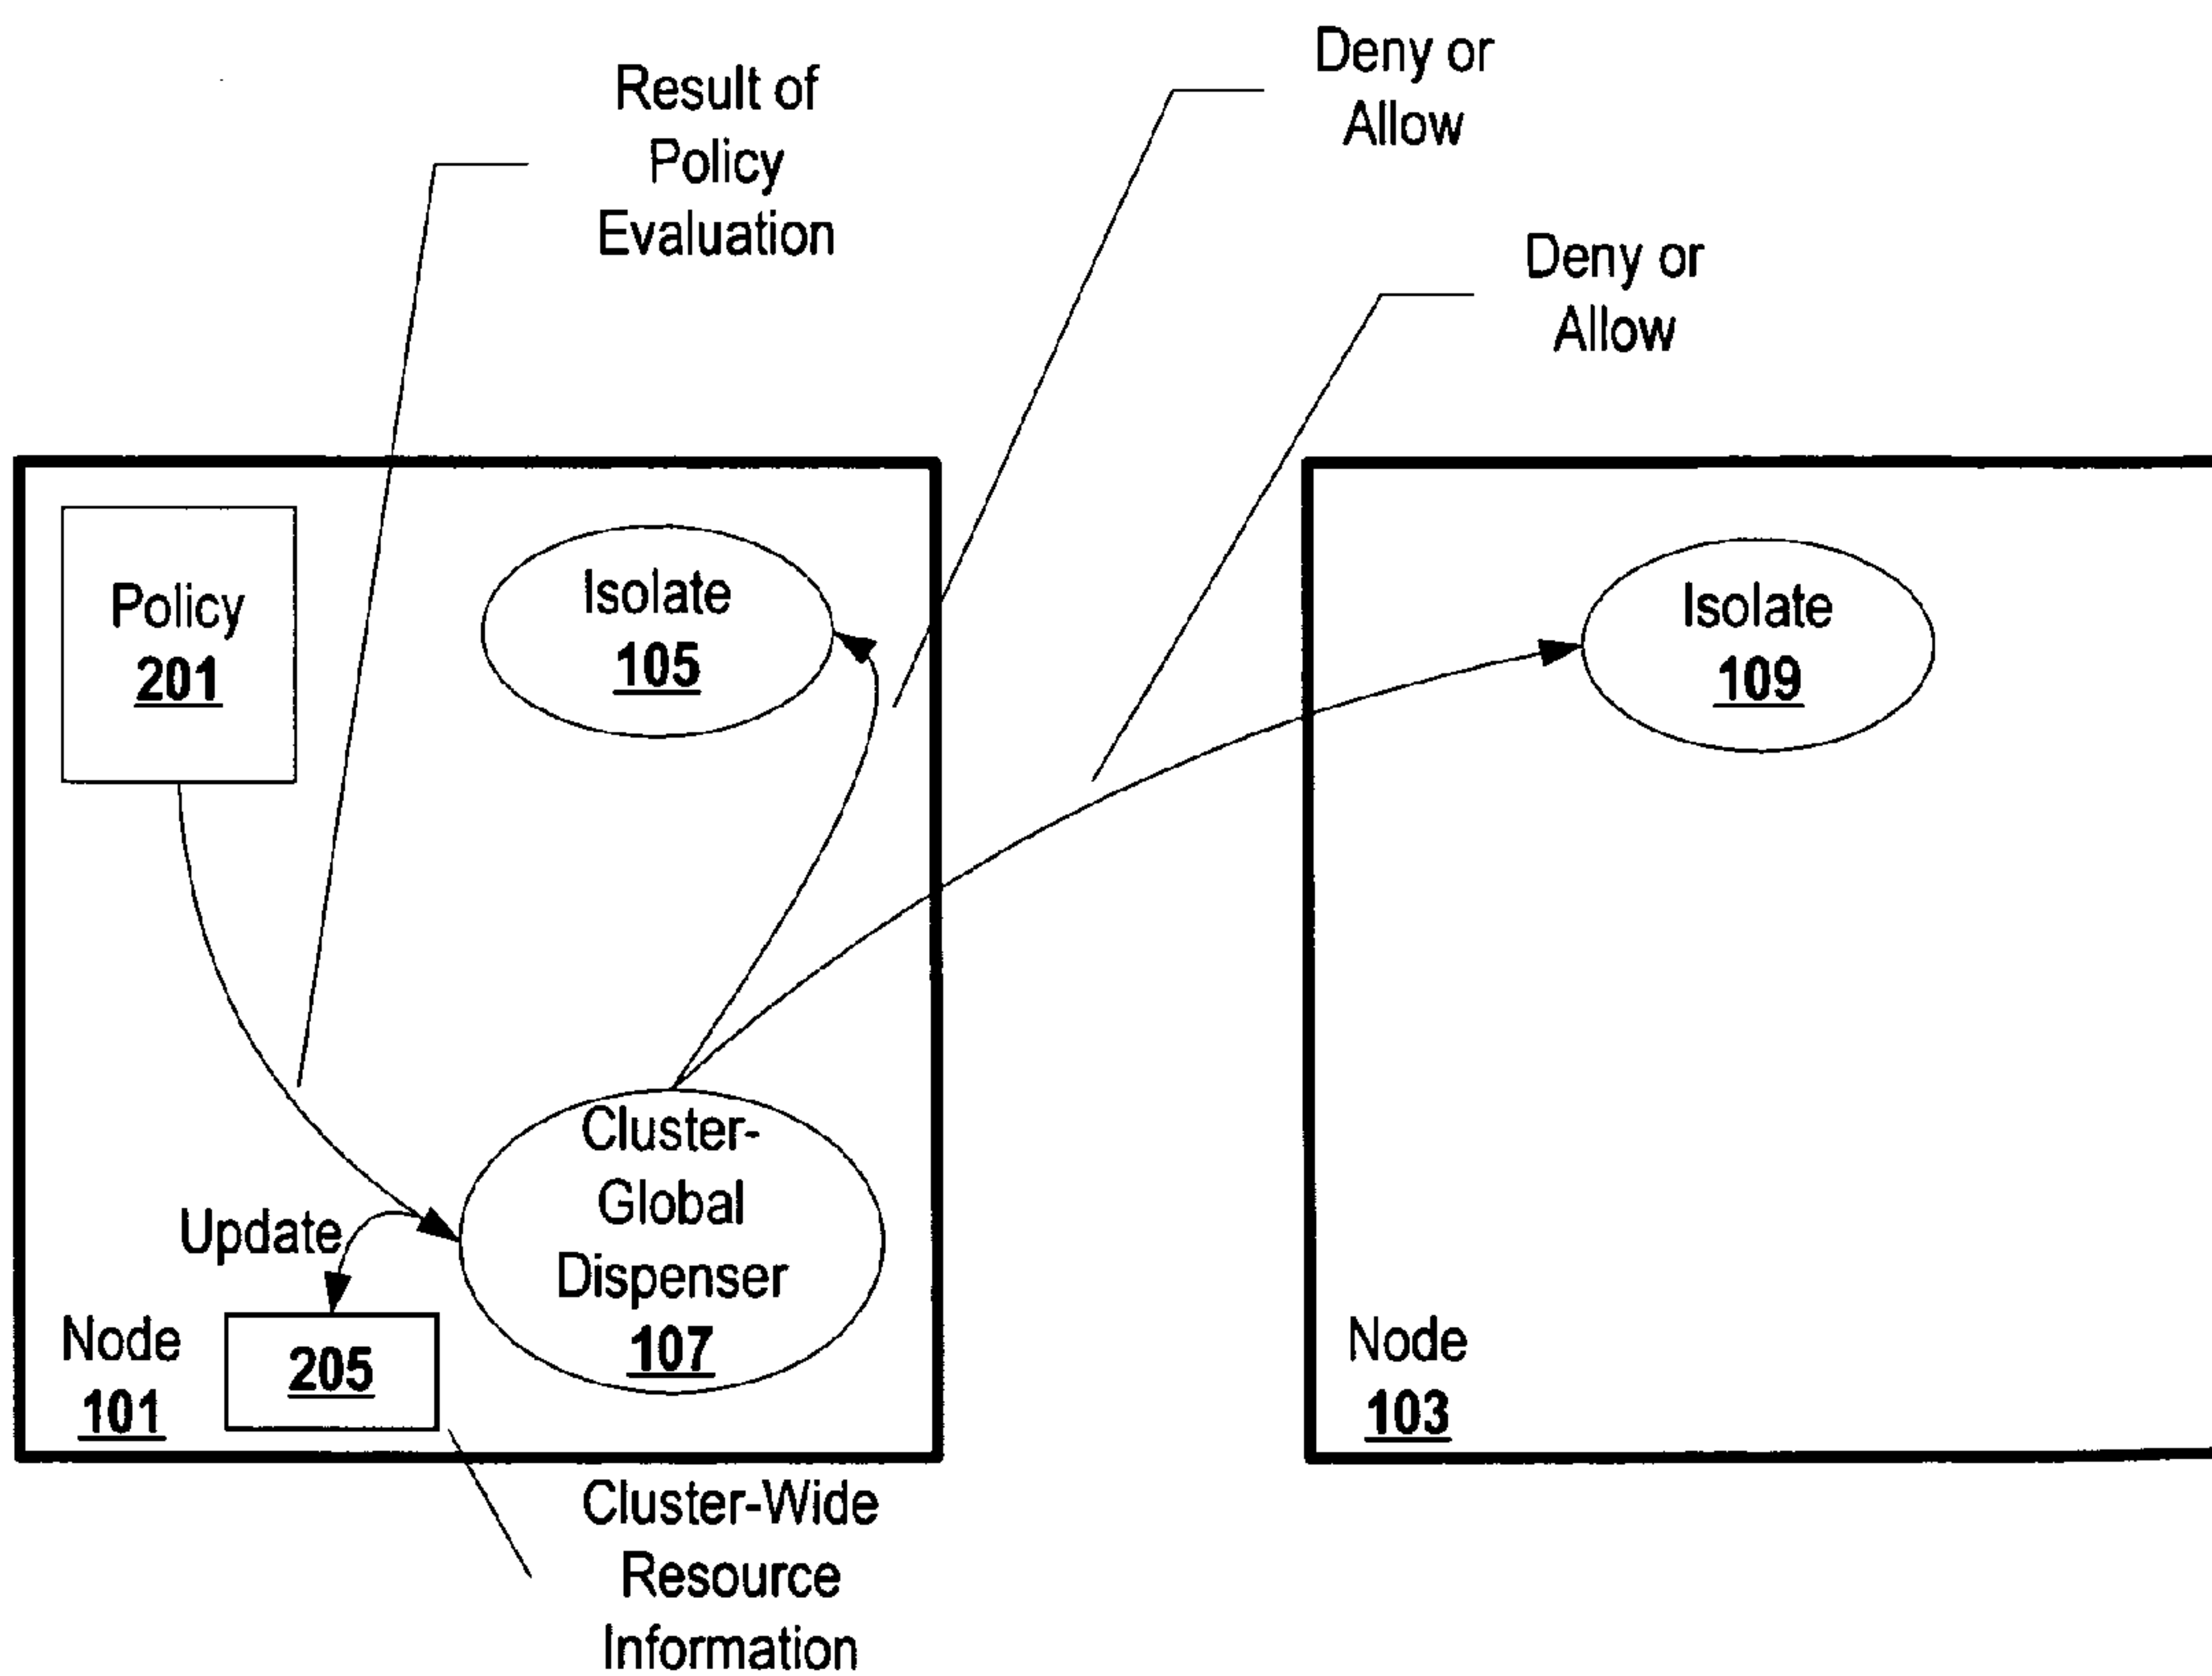 Deny or
Allow
Result of
Policy
Evaluation
Deny or
Allow
Policy
201
Isolate
105
Isolate
109
Cluster-
Global
Dispenser
107
Update
205
Node
101
Node
103
Cluster-Wide
Resource
Information